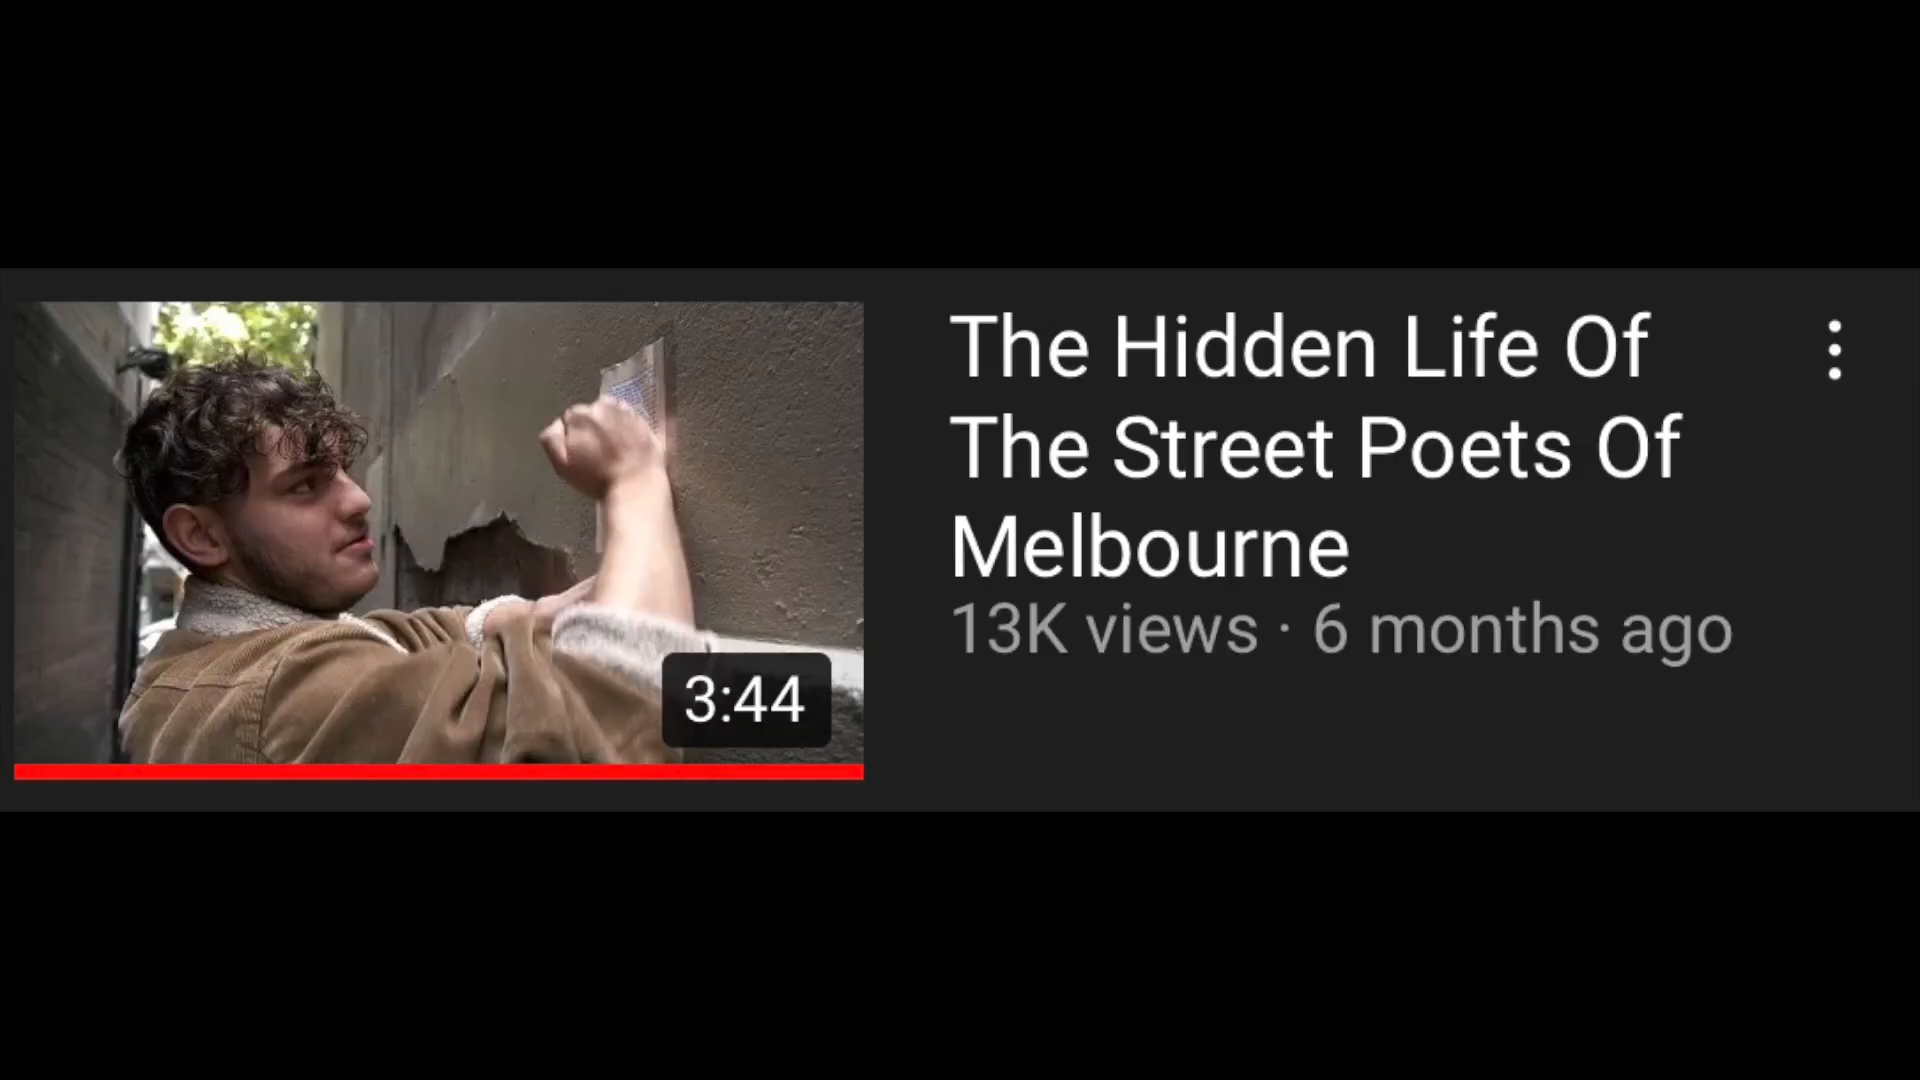 The Hidden Life Of
The Street Poets Of
Melbourne
13K views · 6 months ago
3:44